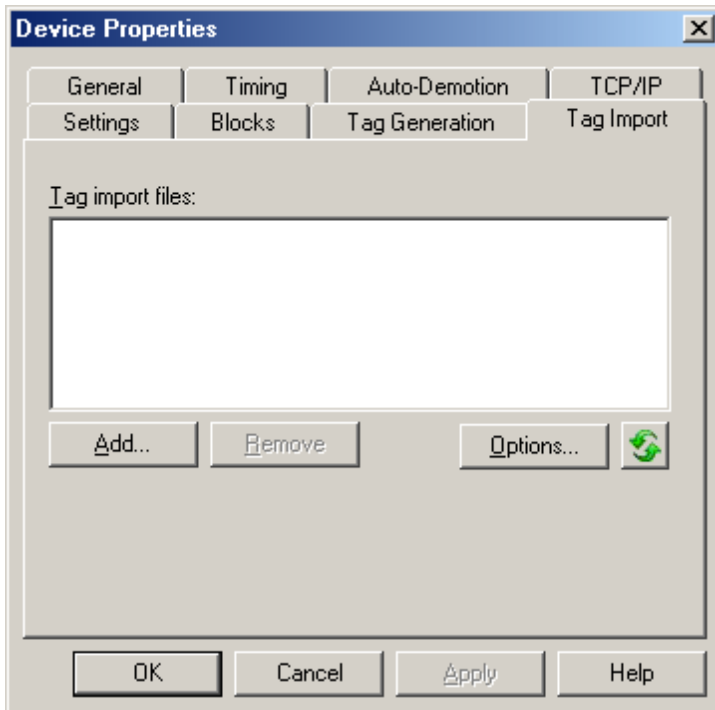 Device Properties
General Timing Auto-Demotion TCP/IP
Settings Blocks Tag Generation Tag Import
Tag import files:
Add... Remove Options...
OK Cancel Apply Help